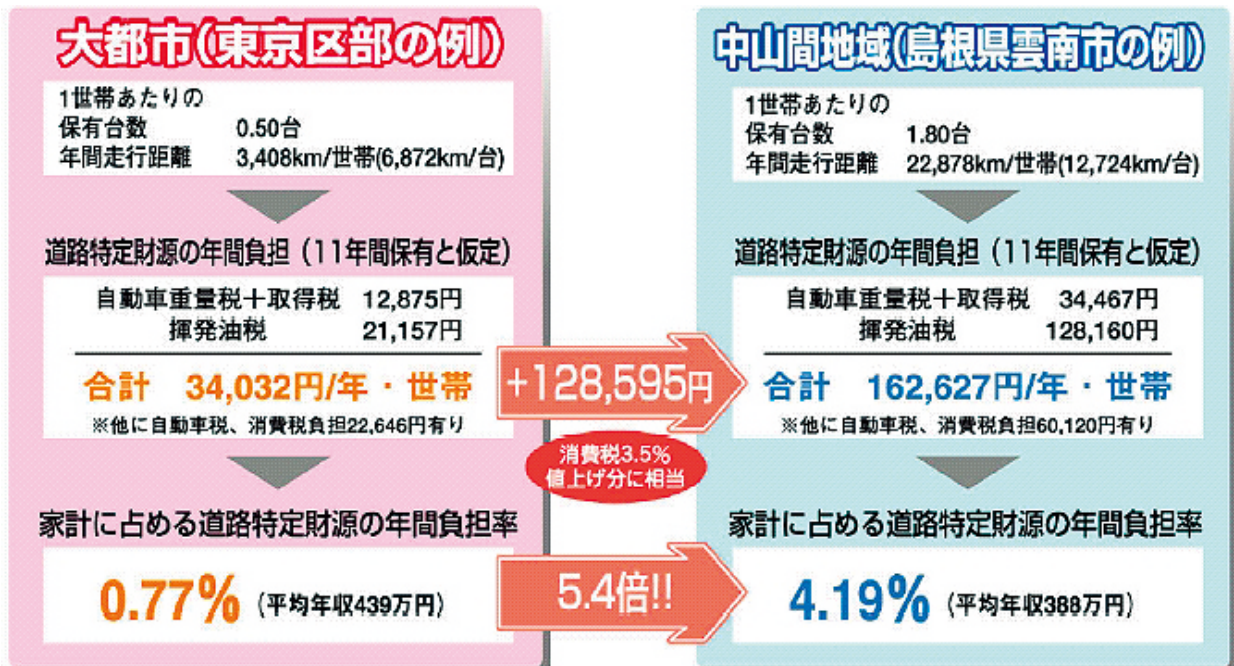 大都市(東京区部の例)
1世帯あたりの
保有台数 0.50台
年間走行距離 3,408km/世帯(6,872km/台)
道路特定財源の年間負担(11年間保有と仮定)
自動車重量税+取得税 12,875円
揮発油税 21,157円
合計 34,032円/年・世帯
※他に自動車税、消費税負担22,646円有り
家計に占める道路特定財源の年間負担率
0.77% (平均年収439万円)
+128,595円
消費税3.5%
値上げ分に相当
5.4倍!!
中山間地域(島根県雲南市の例)
1世帯あたりの
保有台数 1.80台
年間走行距離 22,878km/世帯(12,724km/台)
道路特定財源の年間負担(11年間保有と仮定)
自動車重量税+取得税 34,467円
揮発油税 128,160円
合計 162,627円/年・世帯
※他に自動車税、消費税負担60,120円有り
家計に占める道路特定財源の年間負担率
4.19% (平均年収388万円)